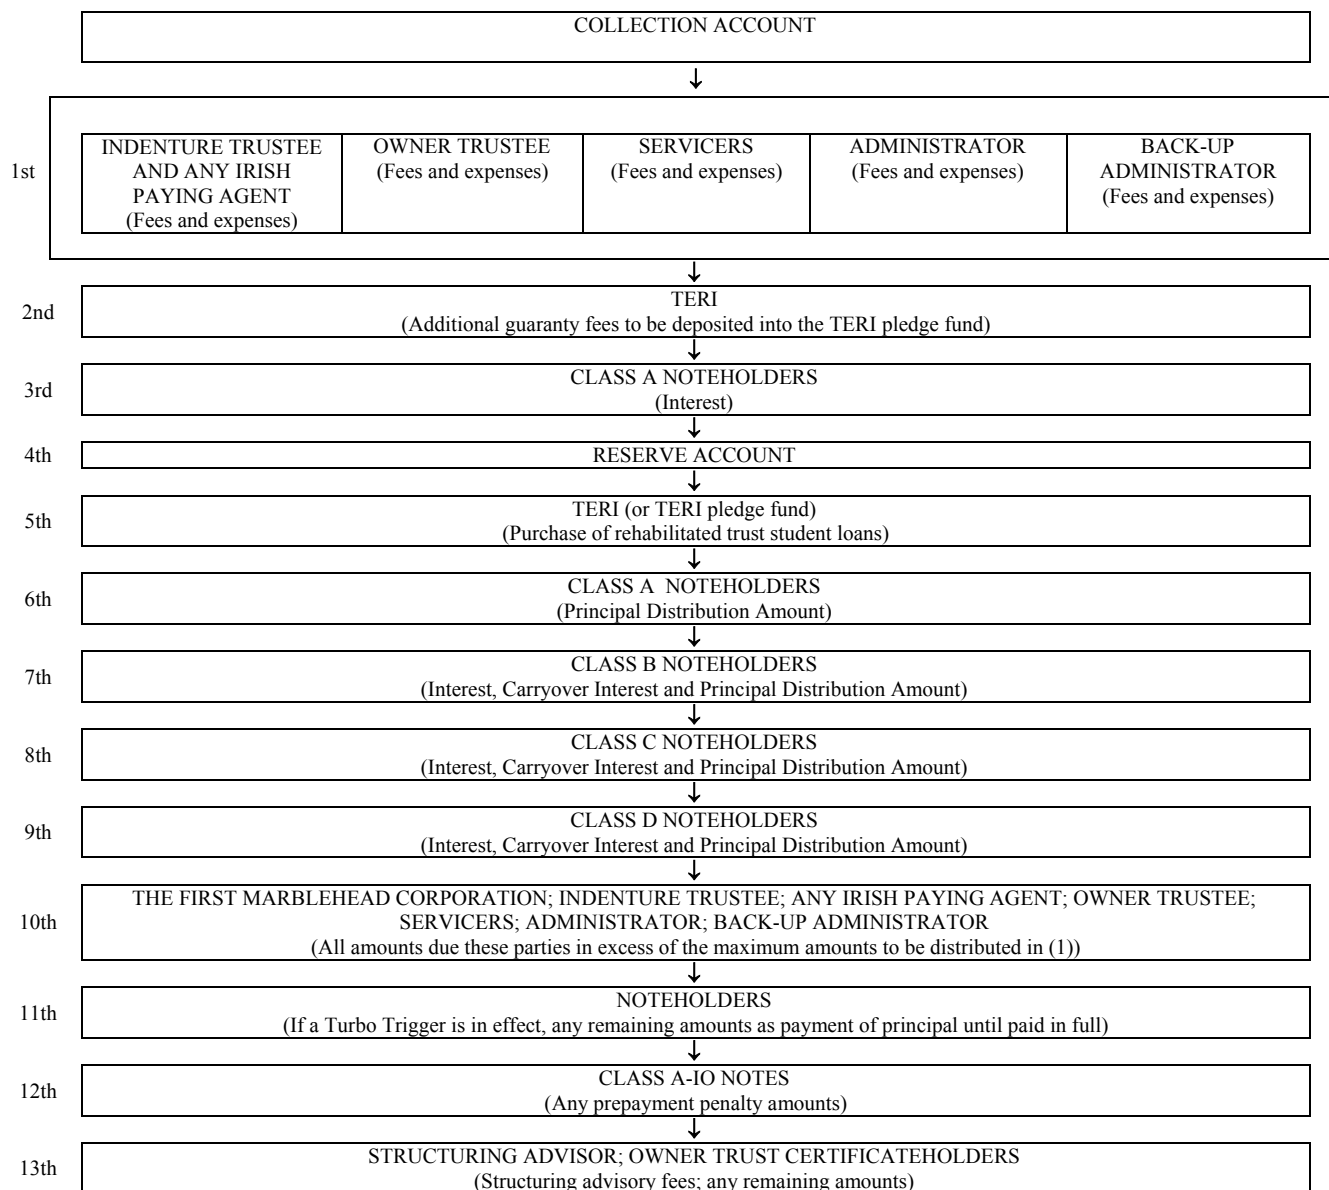 COLLECTION ACCOUNT
↓
1st
INDENTURE TRUSTEE
AND ANY IRISH
PAYING AGENT
(Fees and expenses)
OWNER TRUSTEE
(Fees and expenses)
SERVICERS
(Fees and expenses)
ADMINISTRATOR
(Fees and expenses)
BACK-UP
ADMINISTRATOR
(Fees and expenses)
↓
2nd
TERI
(Additional guaranty fees to be deposited into the TERI pledge fund)
↓
3rd
CLASS A NOTEHOLDERS
(Interest)
↓
4th
RESERVE ACCOUNT
↓
5th
TERI (or TERI pledge fund)
(Purchase of rehabilitated trust student loans)
↓
6th
CLASS A NOTEHOLDERS
(Principal Distribution Amount)
↓
7th
CLASS B NOTEHOLDERS
(Interest, Carryover Interest and Principal Distribution Amount)
↓
8th
CLASS C NOTEHOLDERS
(Interest, Carryover Interest and Principal Distribution Amount)
↓
9th
CLASS D NOTEHOLDERS
(Interest, Carryover Interest and Principal Distribution Amount)
↓
10th
THE FIRST MARBLEHEAD CORPORATION; INDENTURE TRUSTEE; ANY IRISH PAYING AGENT; OWNER TRUSTEE;
SERVICERS; ADMINISTRATOR; BACK-UP ADMINISTRATOR
(All amounts due these parties in excess of the maximum amounts to be distributed in (1))
↓
11th
NOTEHOLDERS
(If a Turbo Trigger is in effect, any remaining amounts as payment of principal until paid in full)
↓
12th
CLASS A-IO NOTES
(Any prepayment penalty amounts)
↓
13th
STRUCTURING ADVISOR; OWNER TRUST CERTIFICATEHOLDERS
(Structuring advisory fees; any remaining amounts)